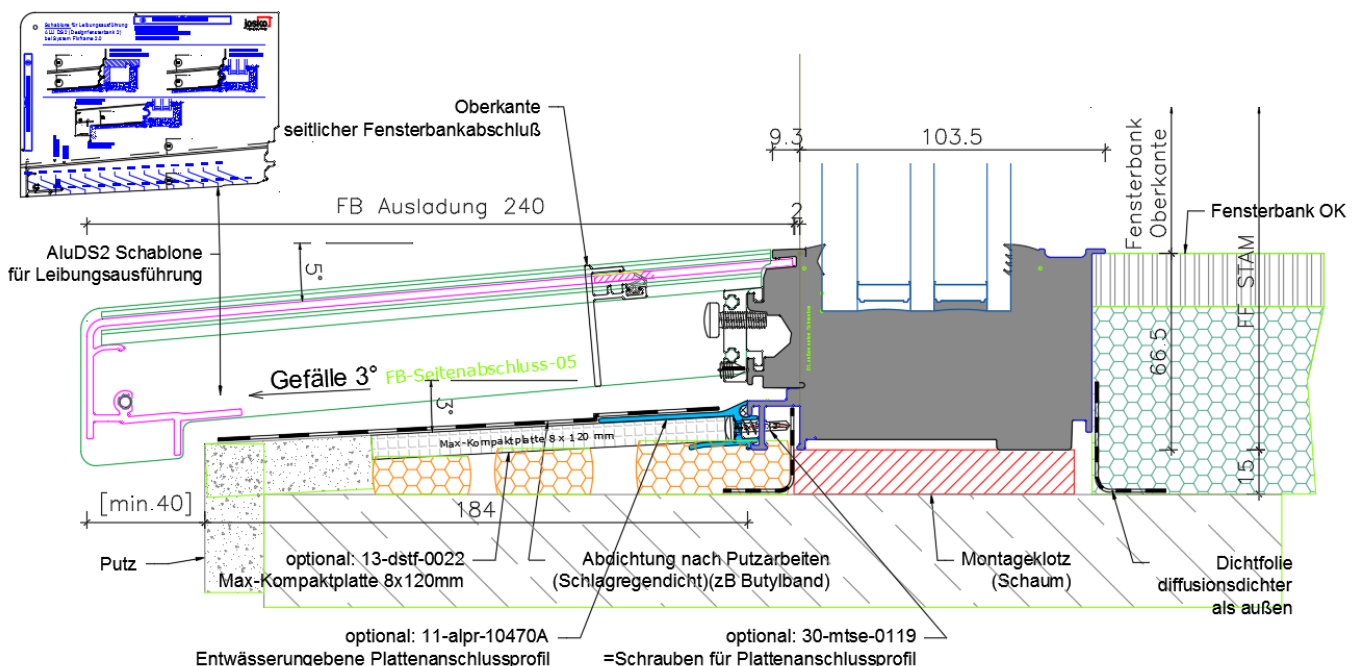 Schablone für Leibungsausführung
ALU DS2 (Designfensterbank 2)
bei System Fixframe 2.0
josko
Oberkante
seitlicher Fensterbankabschluß
9.3
103.5
FB Ausladung 240
2
Fensterbank
Oberkante
FF STAM
Fensterbank OK
AluDS2 Schablone
für Leibungsausführung
5°
Gefälle 3°
FB-Seitenabschluss-05
3°
66.5
Max-Kompaktplatte 8x 120 mm
15
[min.40]
184
Putz
optional: 13-dstf-0022
Max-Kompaktplatte 8x120mm
Abdichtung nach Putzarbeiten
(Schlagregendicht)(zB Butylband)
Montageklotz
(Schaum)
Dichtfolie
diffusionsdichter
als außen
optional: 11-alpr-10470A
Entwässerungebene Plattenanschlussprofil
optional: 30-mtse-0119
=Schrauben für Plattenanschlussprofil